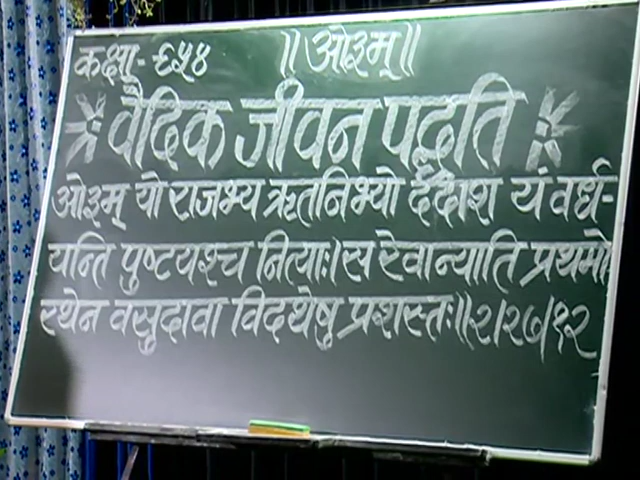 कक्षा - ६५४ ॥ ओ३म् ॥
वैदिक जीवन पद्धति
ओ३म् यो राजभ्य ऋतनिभ्यो ददाश यं वर्ध-
यन्ति पुष्टयश्च नित्याः। स रेवान्याति प्रथमो
रथेन वसुदावा विदथेषु प्रशस्तः॥२।२७।१२